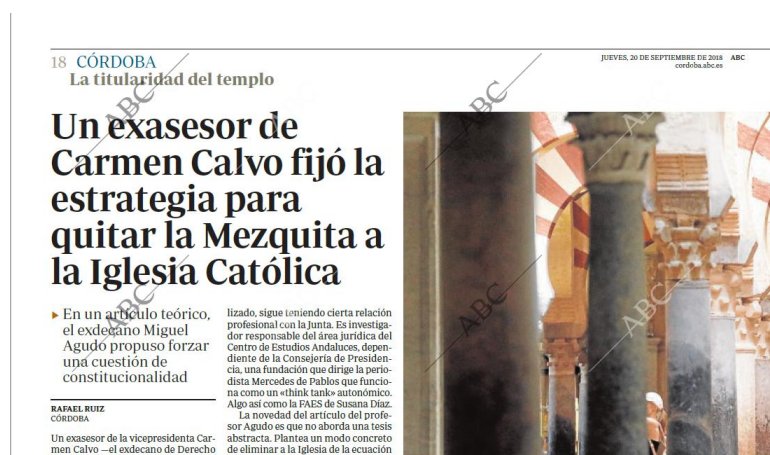 18 CÓRDOBA
La titularidad del templo
JUEVES, 20 DE SEPTIEMBRE DE 2018 ABC
cordoba.abc.es
Un exasesor de
Carmen Calvo fijó la
estrategia para
quitar la Mezquita a
la Iglesia Católica
▸ En un artículo teórico,
el exdecano Miguel
Agudo propuso forzar
una cuestión de
constitucionalidad
RAFAEL RUIZ
CÓRDOBA
Un exasesor de la vicepresidenta Car-
men Calvo —el exdecano de Derecho
lizado, sigue teniendo cierta relación
profesional con la Junta. Es investiga-
dor responsable del área jurídica del
Centro de Estudios Andaluces, depen-
diente de la Consejería de Presiden-
cia, una fundación que dirige la perio-
dista Mercedes de Pablos que funcio-
na como un «think tank» autonómico.
Algo así como la FAES de Susana Díaz.
La novedad del artículo del profe-
sor Agudo es que no aborda una tesis
abstracta. Plantea un modo concreto
de eliminar a la Iglesia de la ecuación
ABC
ABC
ABC
ABC
ABC
ABC
ABC